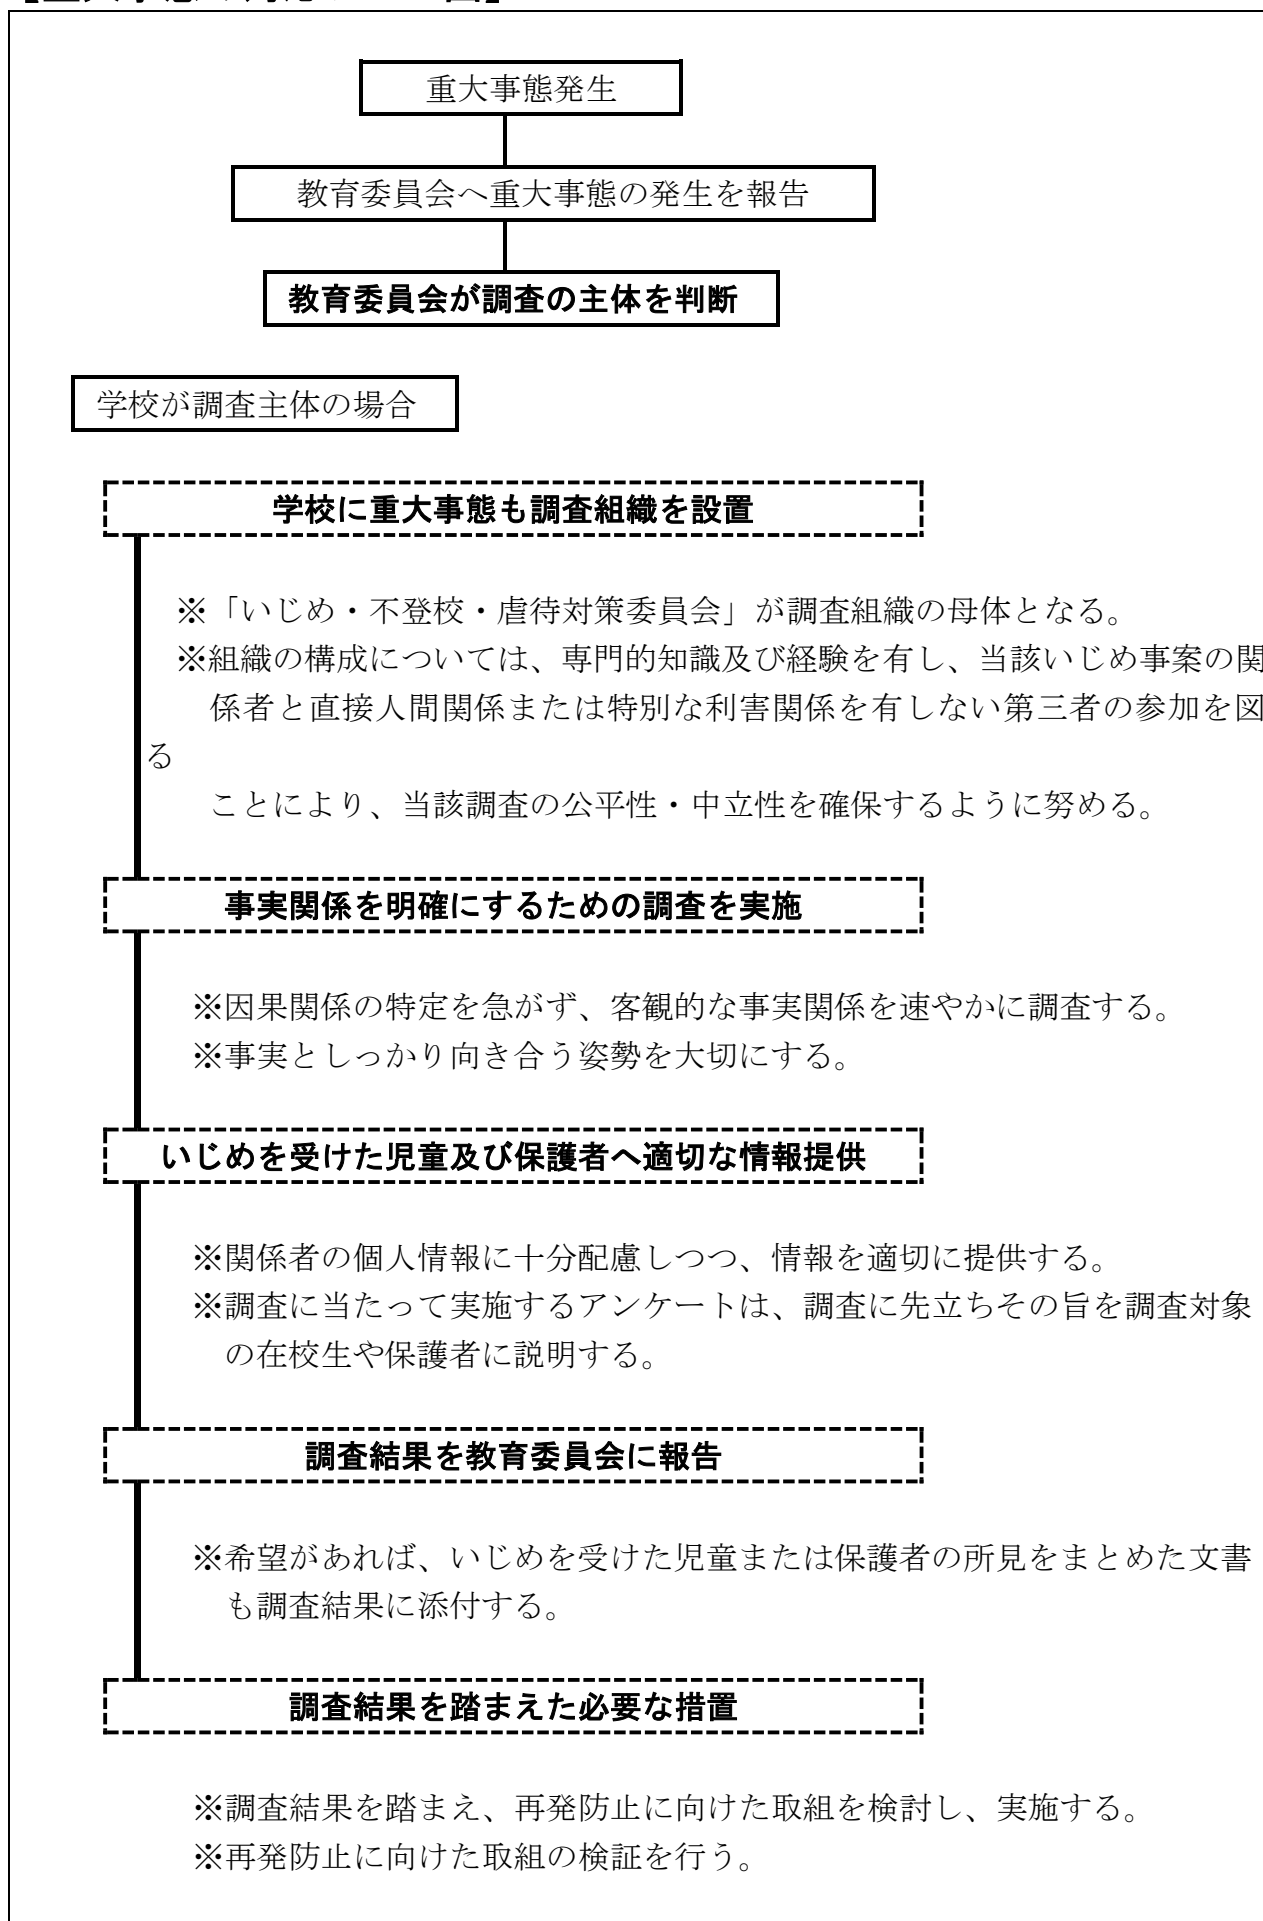 重大事態発生
教育委員会へ重大事態の発生を報告
教育委員会が調査の主体を判断
学校が調査主体の場合
学校に重大事態も調査組織を設置
※「いじめ・不登校・虐待対策委員会」が調査組織の母体となる。
※組織の構成については、専門的知識及び経験を有し、当該いじめ事案の関
係者と直接人間関係または特別な利害関係を有しない第三者の参加を図
る
ことにより、当該調査の公平性・中立性を確保するように努める。
事実関係を明確にするための調査を実施
※因果関係の特定を急がず、客観的な事実関係を速やかに調査する。
※事実としっかり向き合う姿勢を大切にする。
いじめを受けた児童及び保護者へ適切な情報提供
※関係者の個人情報に十分配慮しつつ、情報を適切に提供する。
※調査に当たって実施するアンケートは、調査に先立ちその旨を調査対象
の在校生や保護者に説明する。
調査結果を教育委員会に報告
※希望があれば、いじめを受けた児童または保護者の所見をまとめた文書
も調査結果に添付する。
調査結果を踏まえた必要な措置
※調査結果を踏まえ、再発防止に向けた取組を検討し、実施する。
※再発防止に向けた取組の検証を行う。